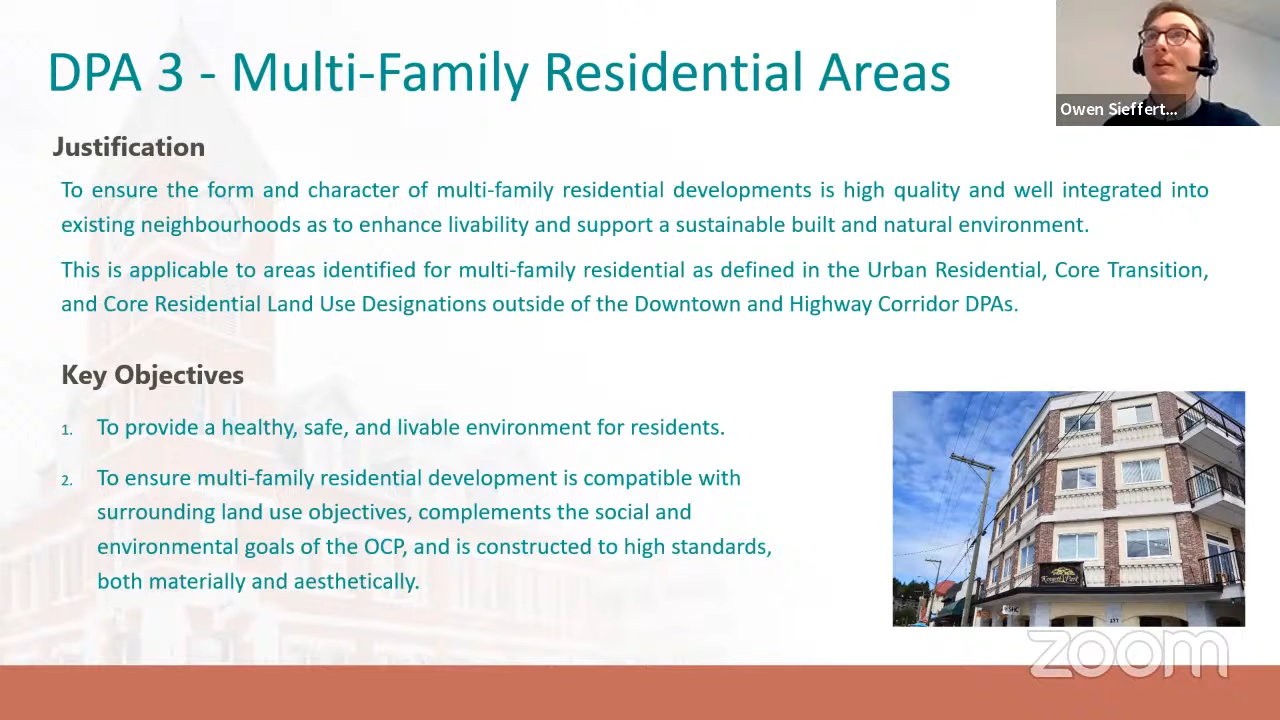 DPA 3 - Multi-Family Residential Areas
Owen Sieffert...
Justification
To ensure the form and character of multi-family residential developments is high quality and well integrated into
existing neighbourhoods as to enhance livability and support a sustainable built and natural environment.
This is applicable to areas identified for multi-family residential as defined in the Urban Residential, Core Transition,
and Core Residential Land Use Designations outside of the Downtown and Highway Corridor DPAs.
Key Objectives
1. To provide a healthy, safe, and livable environment for residents.
2. To ensure multi-family residential development is compatible with
surrounding land use objectives, complements the social and
environmental goals of the OCP, and is constructed to high standards,
both materially and aesthetically.
177
zoom